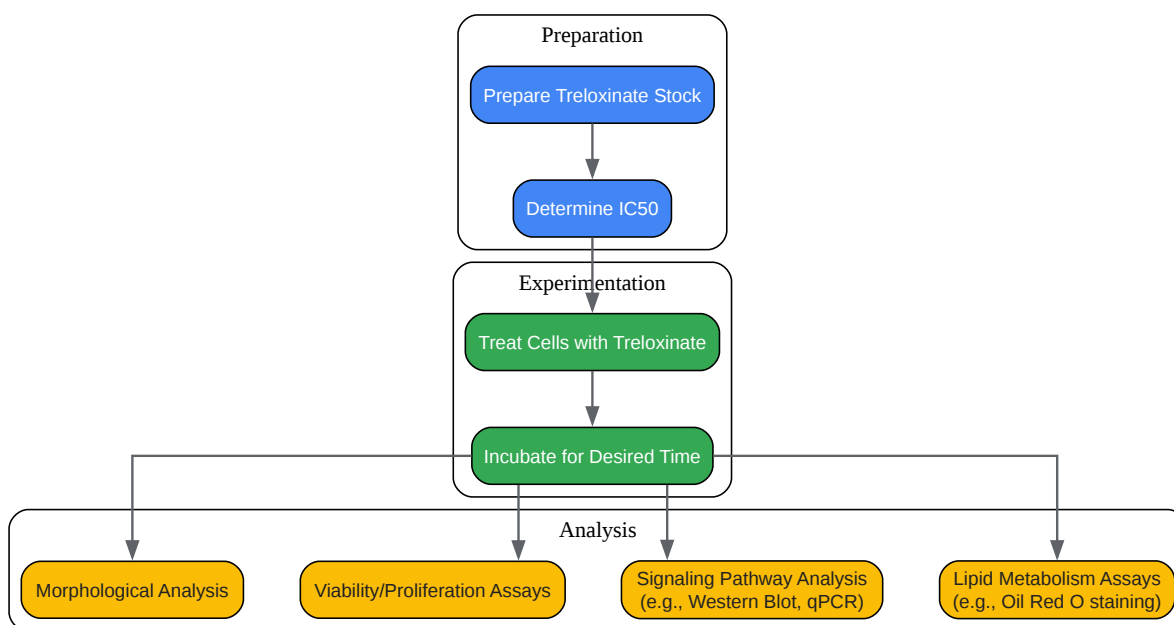 Preparation
Prepare Treloxinate Stock
Determine IC50
Experimentation
Treat Cells with Treloxinate
Incubate for Desired Time
Analysis
Morphological Analysis
Viability/Proliferation Assays
Signaling Pathway Analysis
(e.g., Western Blot, qPCR)
Lipid Metabolism Assays
(e.g., Oil Red O staining)